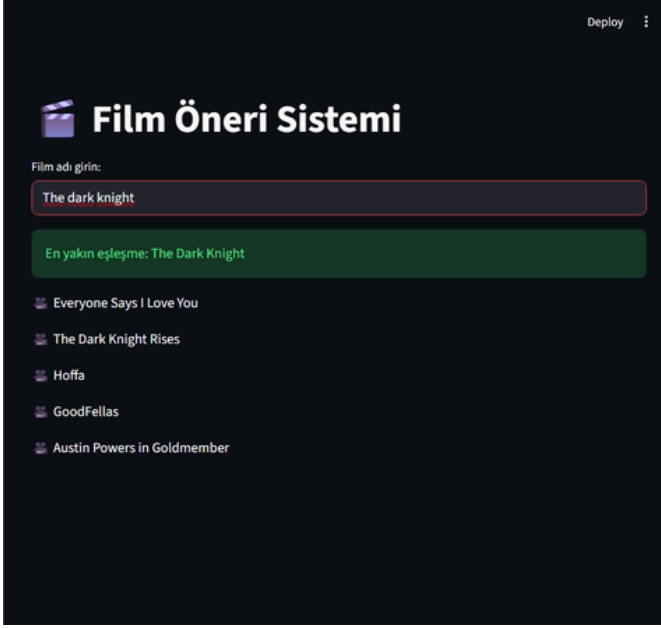 Deploy
Film Öneri Sistemi
Film adı girin:
The dark knight
En yakın eşleşme: The Dark Knight
Everyone Says I Love You
The Dark Knight Rises
Hoffa
GoodFellas
Austin Powers in Goldmember